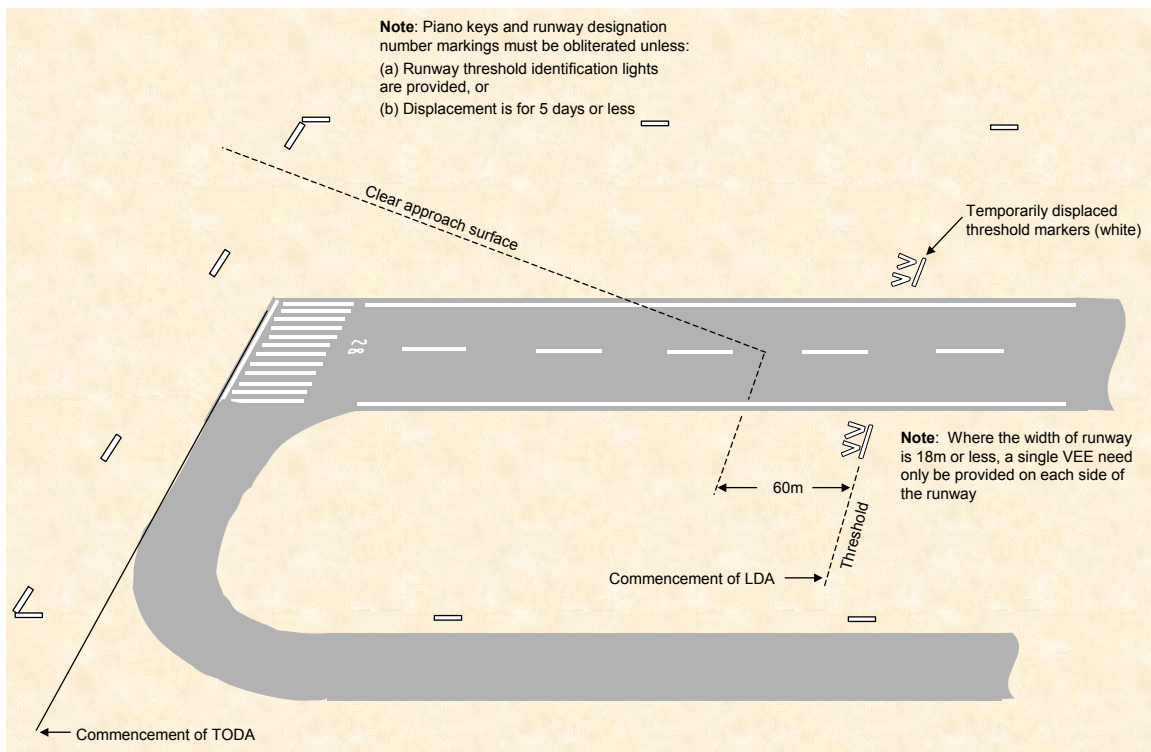 Note: Piano keys and runway designation
number markings must be obliterated unless:
(a) Runway threshold identification lights
are provided, or
(b) Displacement is for 5 days or less
Clear approach surface
Temporarily displaced
threshold markers (white)
28
Note: Where the width of runway
is 18m or less, a single VEE need
only be provided on each side of
the runway
60m
Threshold
Commencement of LDA
Commencement of TODA